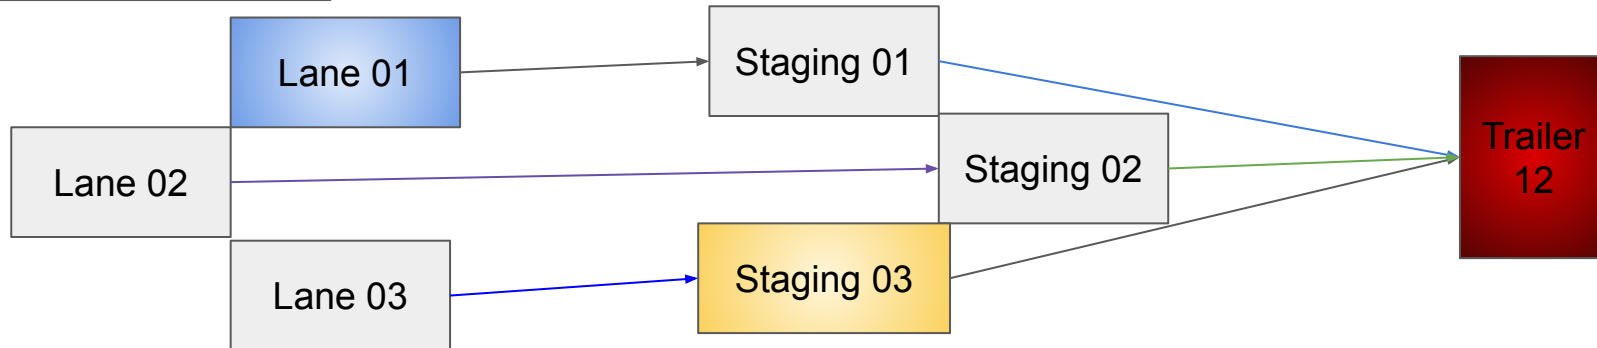 Lane 01
Staging 01
Lane 02
Staging 02
Trailer
12
Lane 03
Staging 03